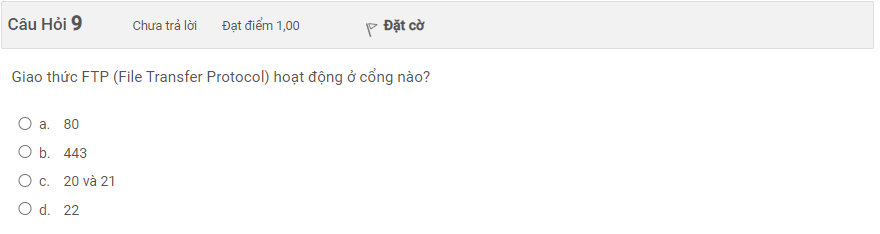 Câu Hỏi 9 Chưa trả lời Đạt điểm 1,00 Đặt cờ
Giao thức FTP (File Transfer Protocol) hoạt động ở cổng nào?
a. 80
b. 443
c. 20 và 21
d. 22